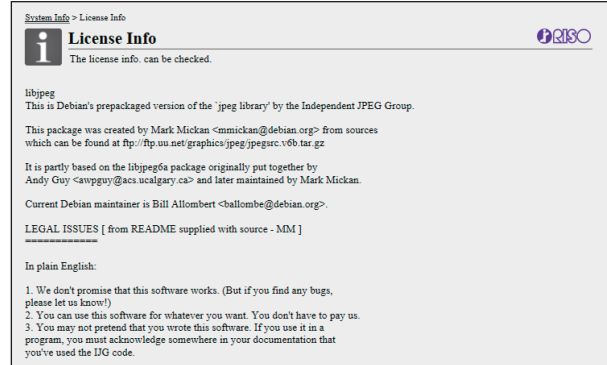 System Info > License Info
License Info
RISO
The license info. can be checked.
libjpeg
This is Debian's prepackaged version of the `jpeg library' by the Independent JPEG Group.
This package was created by Mark Mickan <mmickan@debian.org> from sources
which can be found at ftp://ftp.uu.net/graphics/jpeg/jpegsrc.v6b.tar.gz
It is partly based on the libjpeg6a package originally put together by
Andy Guy <awpguy@acs.ucalgary.ca> and later maintained by Mark Mickan.
Current Debian maintainer is Bill Allombert <ballombe@debian.org>.
LEGAL ISSUES [ from README supplied with source - MM ]
============
In plain English:
1. We don't promise that this software works. (But if you find any bugs,
please let us know!)
2. You can use this software for whatever you want. You don't have to pay us.
3. You may not pretend that you wrote this software. If you use it in a
program, you must acknowledge somewhere in your documentation that
you've used the IJG code.